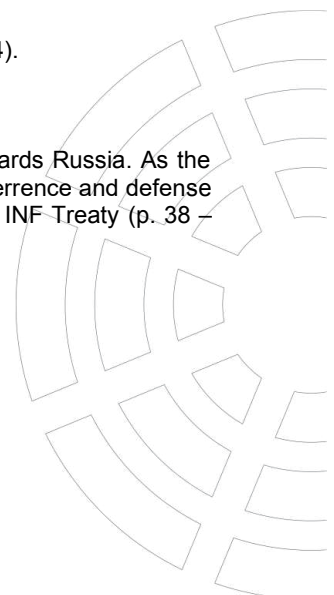 4).
ards Russia. As the
errence and defense
INF Treaty (p. 38 –